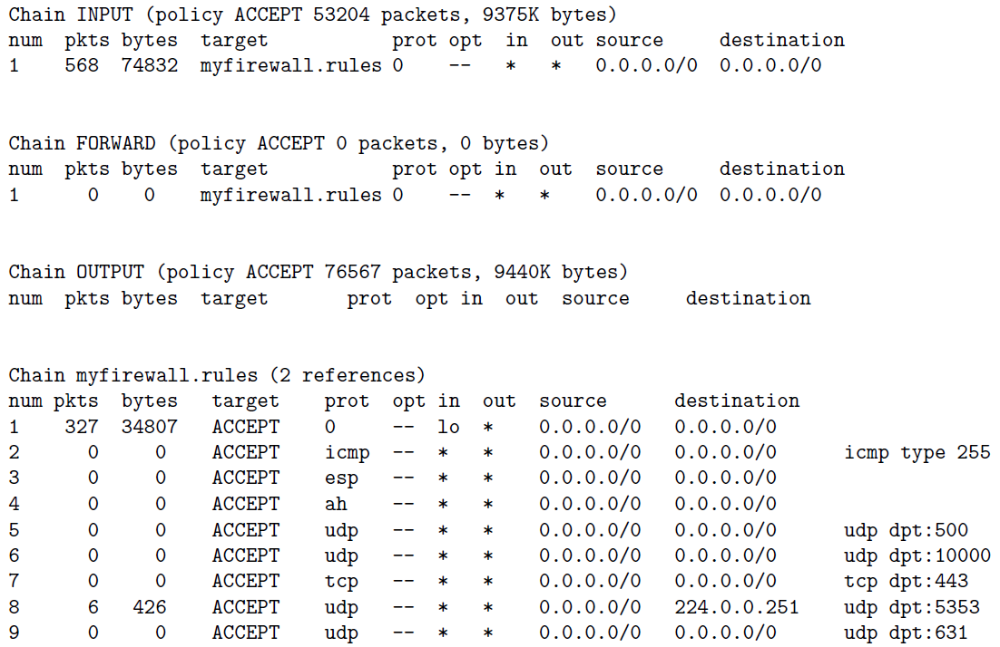 Chain INPUT (policy ACCEPT 53204 packets, 9375K bytes)
num pkts bytes target prot opt in out source destination
1 568 74832 myfirewall.rules 0 -- * * 0.0.0.0/0 0.0.0.0/0
Chain FORWARD (policy ACCEPT 0 packets, 0 bytes)
num pkts bytes target prot opt in out source destination
1 0 0 myfirewall.rules 0 -- * * 0.0.0.0/0 0.0.0.0/0
Chain OUTPUT (policy ACCEPT 76567 packets, 9440K bytes)
num pkts bytes target prot opt in out source destination
Chain myfirewall.rules (2 references)
num pkts bytes target prot opt in out source destination
1 327 34807 ACCEPT 0 -- lo * 0.0.0.0/0 0.0.0.0/0
2 0 0 ACCEPT icmp -- * * 0.0.0.0/0 0.0.0.0/0 icmp type 255
3 0 0 ACCEPT esp -- * * 0.0.0.0/0 0.0.0.0/0
4 0 0 ACCEPT ah -- * * 0.0.0.0/0 0.0.0.0/0
5 0 0 ACCEPT udp -- * * 0.0.0.0/0 0.0.0.0/0 udp dpt:500
6 0 0 ACCEPT udp -- * * 0.0.0.0/0 0.0.0.0/0 udp dpt:10000
7 0 0 ACCEPT tcp -- * * 0.0.0.0/0 0.0.0.0/0 tcp dpt:443
8 6 426 ACCEPT udp -- * * 0.0.0.0/0 224.0.0.251 udp dpt:5353
9 0 0 ACCEPT udp -- * * 0.0.0.0/0 0.0.0.0/0 udp dpt:631